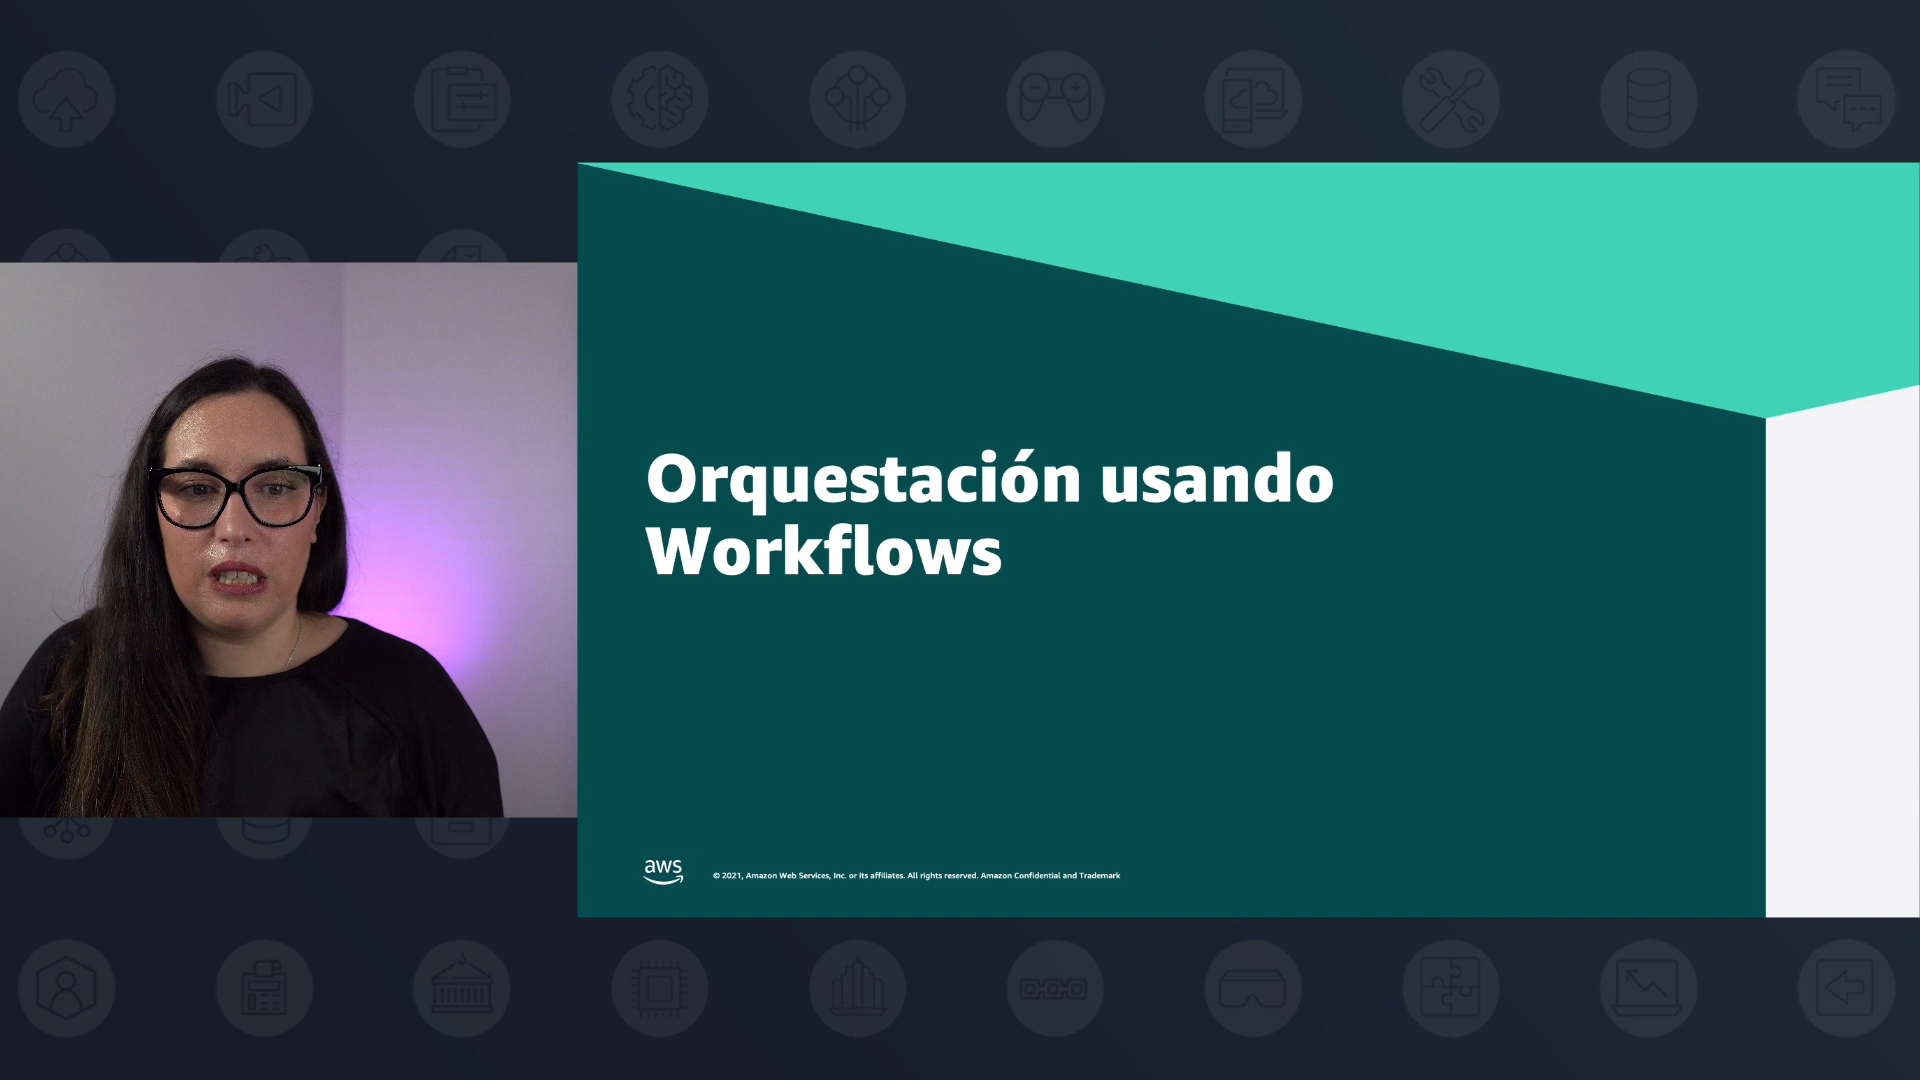 Orquestación usando
Workflows
aws
© 2021, Amazon Web Services, Inc. or its affiliates. All rights reserved. Amazon Confidential and Trademark